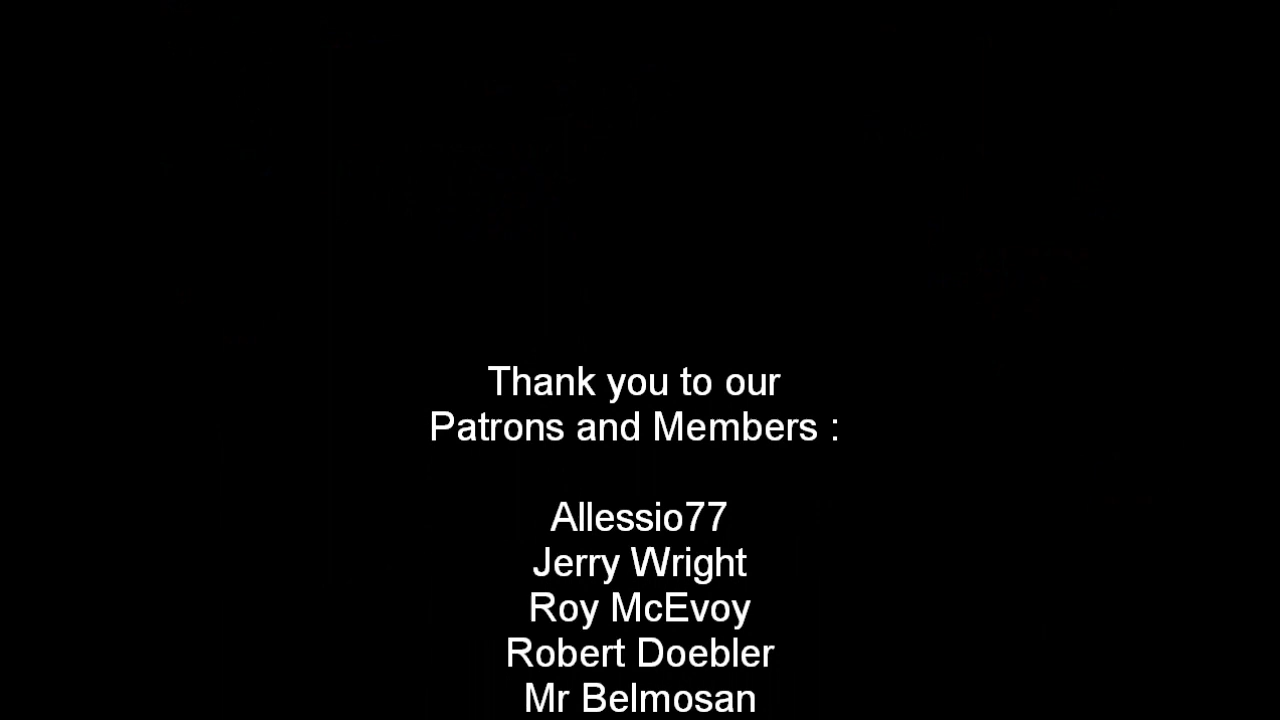 Thank you to our
Patrons and Members :
Allessio77
Jerry Wright
Roy McEvoy
Robert Doebler
Mr Belmosan